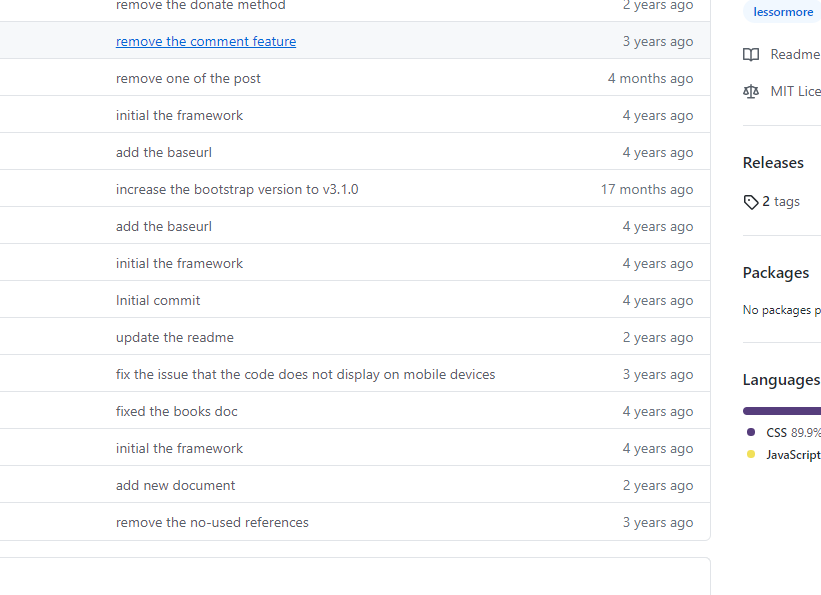 remove the donate method 2 years ago
remove the comment feature 3 years ago
remove one of the post 4 months ago
initial the framework 4 years ago
add the baseurl 4 years ago
increase the bootstrap version to v3.1.0 17 months ago
add the baseurl 4 years ago
initial the framework 4 years ago
Initial commit 4 years ago
update the readme 2 years ago
fix the issue that the code does not display on mobile devices 3 years ago
fixed the books doc 4 years ago
initial the framework 4 years ago
add new document 2 years ago
remove the no-used references 3 years ago
lessormore
Readme
MIT Lice
Releases
2 tags
Packages
No packages p
Languages
CSS 89.9%
JavaScript